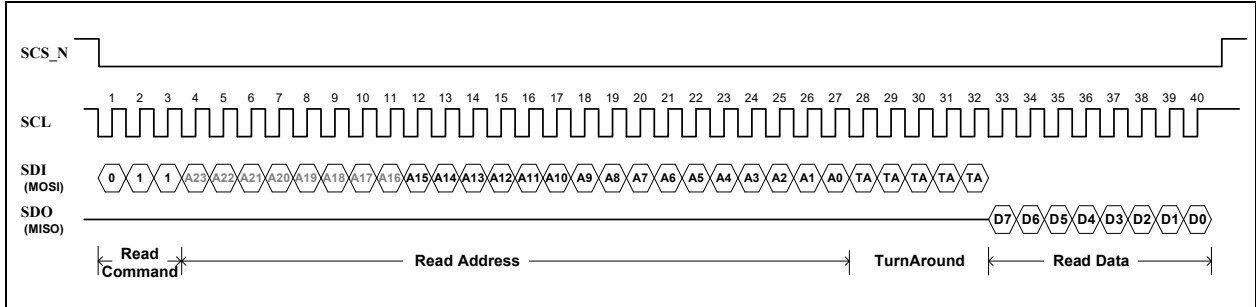 SCS_N
1 2 3 4 5 6 7 8 9 10 11 12 13 14 15 16 17 18 19 20 21 22 23 24 25 26 27 28 29 30 31 32 33 34 35 36 37 38 39 40
SCL
SDI
(MOSI)
0 1 1 A23 A22 A21 A20 A19 A18 A17 A16 A15 A14 A13 A12 A11 A10 A9 A8 A7 A6 A5 A4 A3 A2 A1 A0 TA TA TA TA TA
SDO
(MISO)
D7 D6 D5 D4 D3 D2 D1 D0
Read
Command
Read Address
TurnAround
Read Data